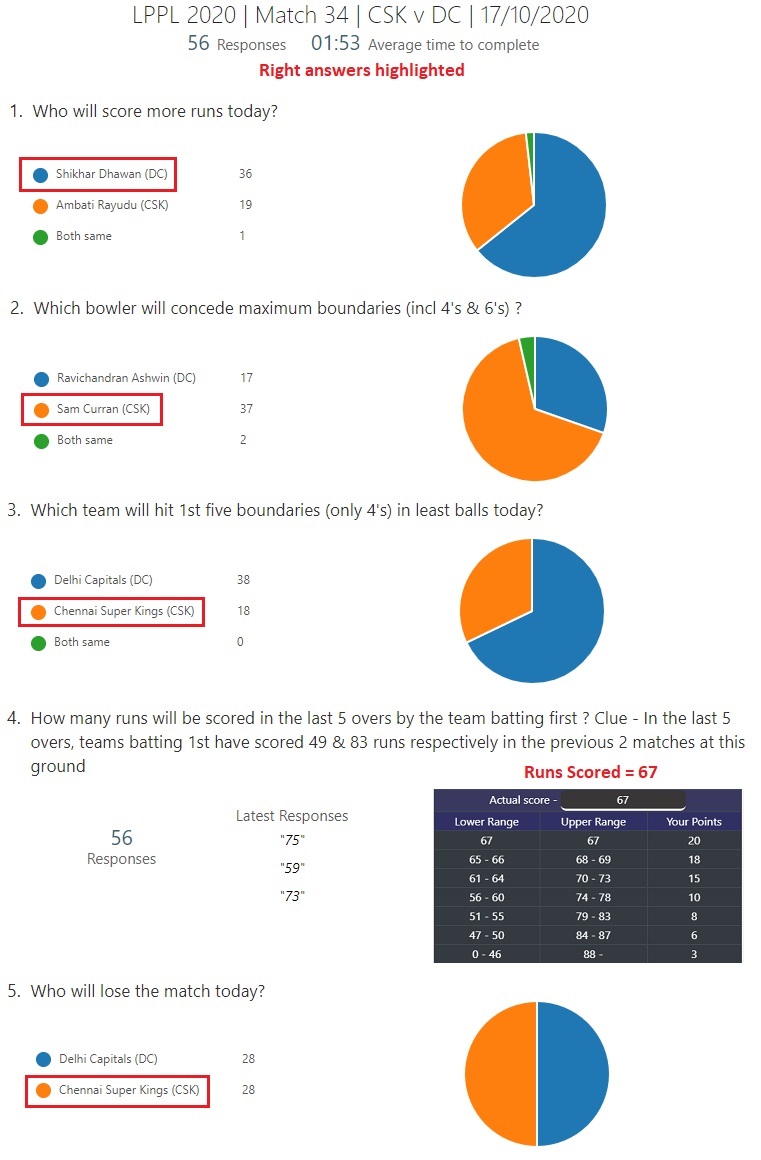 LPPL 2020 | Match 34 | CSK v DC | 17/10/2020
56 Responses 01:53 Average time to complete
Right answers highlighted
1. Who will score more runs today?
Shikhar Dhawan (DC) 36
Ambati Rayudu (CSK) 19
Both same 1
2. Which bowler will concede maximum boundaries (incl 4's & 6's) ?
Ravichandran Ashwin (DC) 17
Sam Curran (CSK) 37
Both same 2
3. Which team will hit 1st five boundaries (only 4's) in least balls today?
Delhi Capitals (DC) 38
Chennai Super Kings (CSK) 18
Both same 0
4. How many runs will be scored in the last 5 overs by the team batting first ? Clue - In the last 5
overs, teams batting 1st have scored 49 & 83 runs respectively in the previous 2 matches at this
ground
Runs Scored = 67
56
Responses
Latest Responses
"75"
"59"
"73"
Actual score - 67
Lower Range Upper Range Your Points
67 67 20
65 - 66 68 - 69 18
61 - 64 70 - 73 15
56 - 60 74 - 78 10
51 - 55 79 - 83 8
47 - 50 84 - 87 6
0 - 46 88 - 3
5. Who will lose the match today?
Delhi Capitals (DC) 28
Chennai Super Kings (CSK) 28